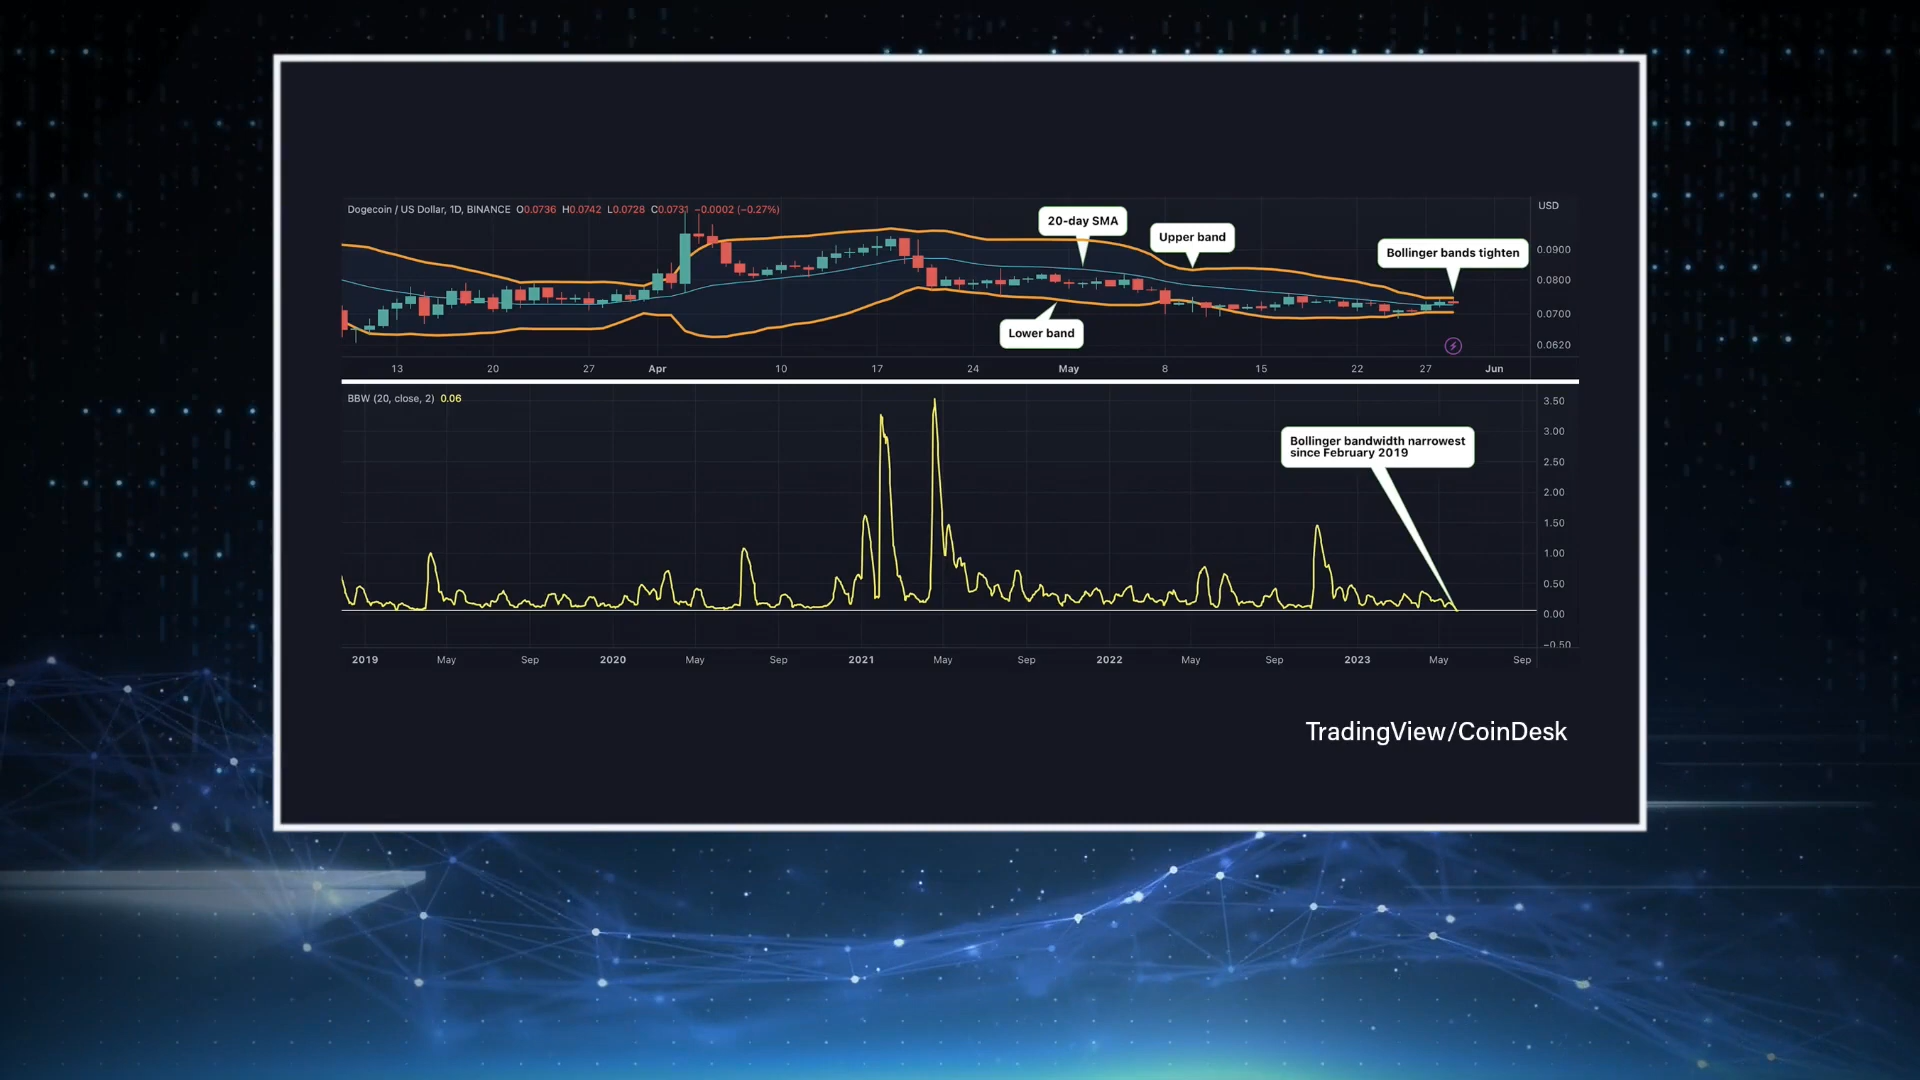 Dogecoin / US Dollar, 1D, BINANCE O0.0736 H0.0742 L0.0728 C0.0731 −0.0002 (−0.27%)
USD
20-day SMA
Upper band
Bollinger bands tighten
0.0900
0.0800
0.0700
0.0620
Lower band
13 20 27 Apr 10 17 24 May 8 15 22 27 Jun
BBW (20, close, 2) 0.06
3.50
3.00
2.50
2.00
1.50
1.00
0.50
0.00
−0.50
Bollinger bandwidth narrowest
since February 2019
2019 May Sep 2020 May Sep 2021 May Sep 2022 May Sep 2023 May Sep
TradingView/CoinDesk